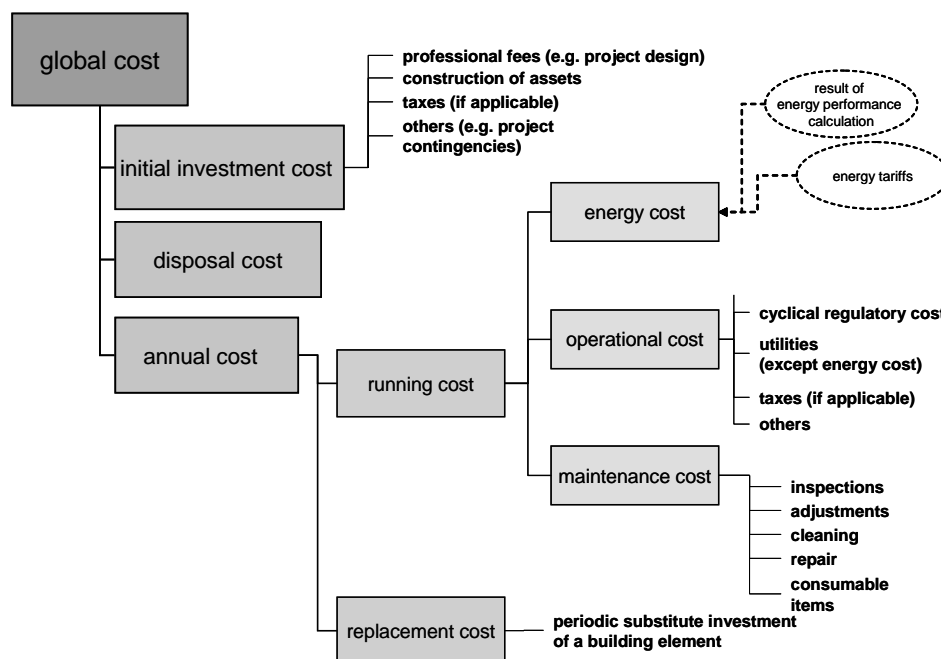 global cost
professional fees (e.g. project design)
construction of assets
taxes (if applicable)
others (e.g. project
contingencies)
initial investment cost
result of
energy performance
calculation
energy tariffs
energy cost
disposal cost
cyclical regulatory cost
operational cost
utilities
(except energy cost)
taxes (if applicable)
others
annual cost
running cost
maintenance cost
inspections
adjustments
cleaning
repair
consumable
items
replacement cost
periodic substitute investment
of a building element